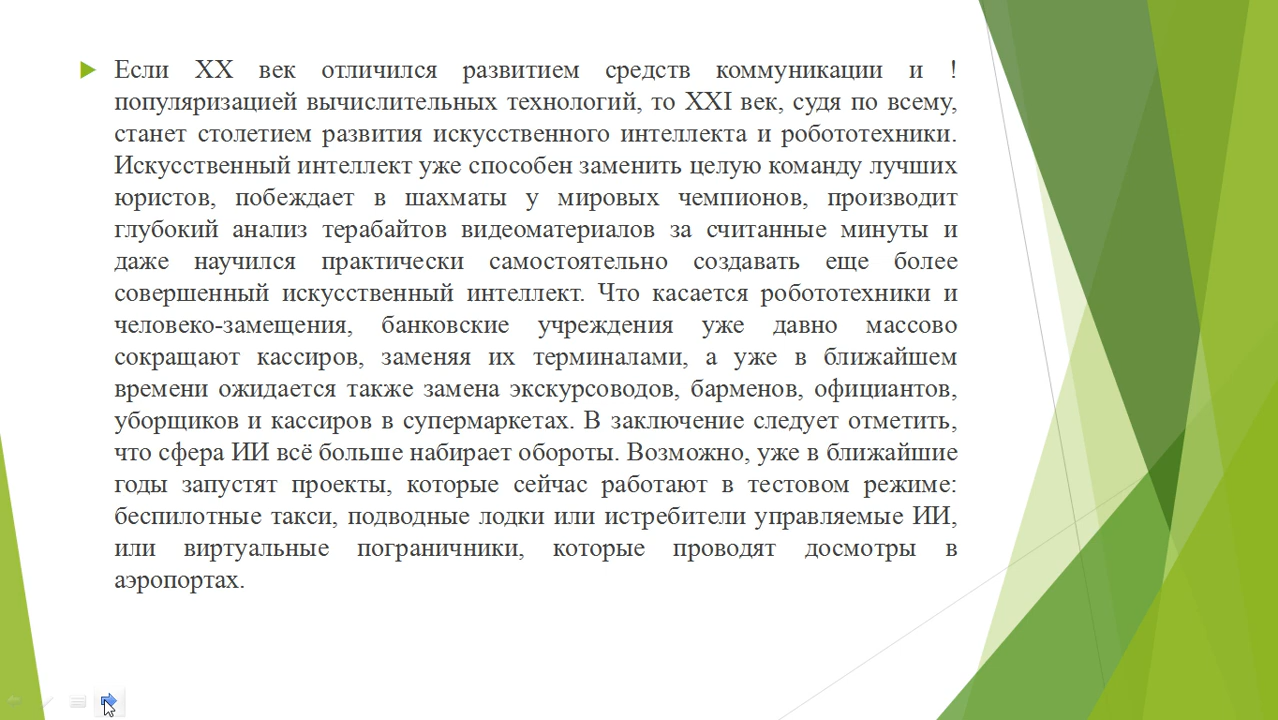 Если XX век отличился развитием средств коммуникации и !
популяризацией вычислительных технологий, то XXI век, судя по всему,
станет столетием развития искусственного интеллекта и робототехники.
Искусственный интеллект уже способен заменить целую команду лучших
юристов, побеждает в шахматы у мировых чемпионов, производит
глубокий анализ терабайтов видеоматериалов за считанные минуты и
даже научился практически самостоятельно создавать еще более
совершенный искусственный интеллект. Что касается робототехники и
человеко-замещения, банковские учреждения уже давно массово
сокращают кассиров, заменяя их терминалами, а уже в ближайшем
времени ожидается также замена экскурсоводов, барменов, официантов,
уборщиков и кассиров в супермаркетах. В заключение следует отметить,
что сфера ИИ всё больше набирает обороты. Возможно, уже в ближайшие
годы запустят проекты, которые сейчас работают в тестовом режиме:
беспилотные такси, подводные лодки или истребители управляемые ИИ,
или виртуальные пограничники, которые проводят досмотры в
аэропортах.